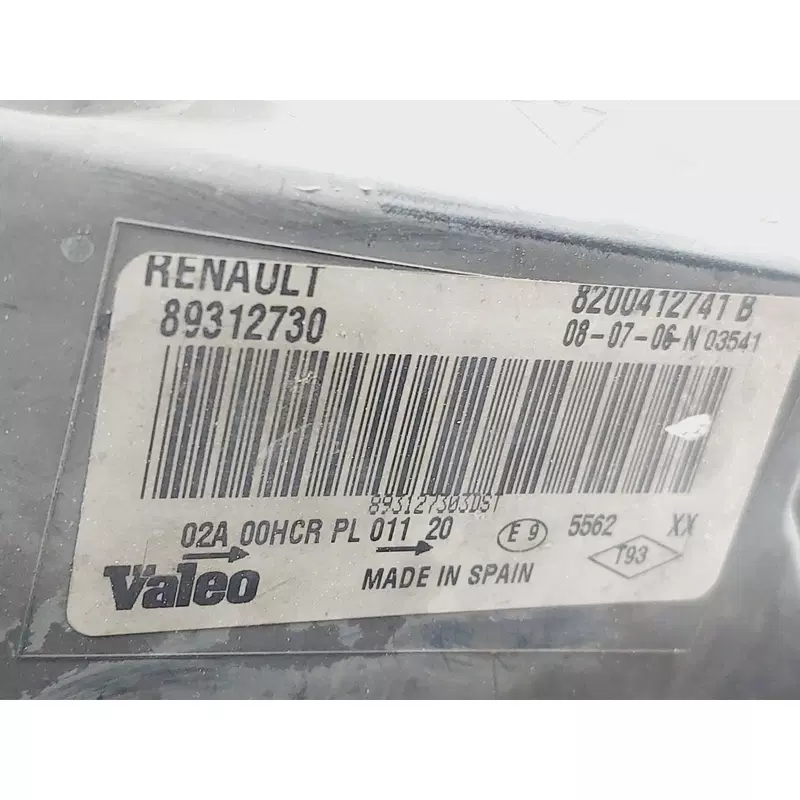 RENAULT
8200412741 B
89312730
08-07-06-N 03541
893127303DST
02A 00HCR PL 011 20
E 9
5562
XX
T93
Valeo
MADE IN SPAIN